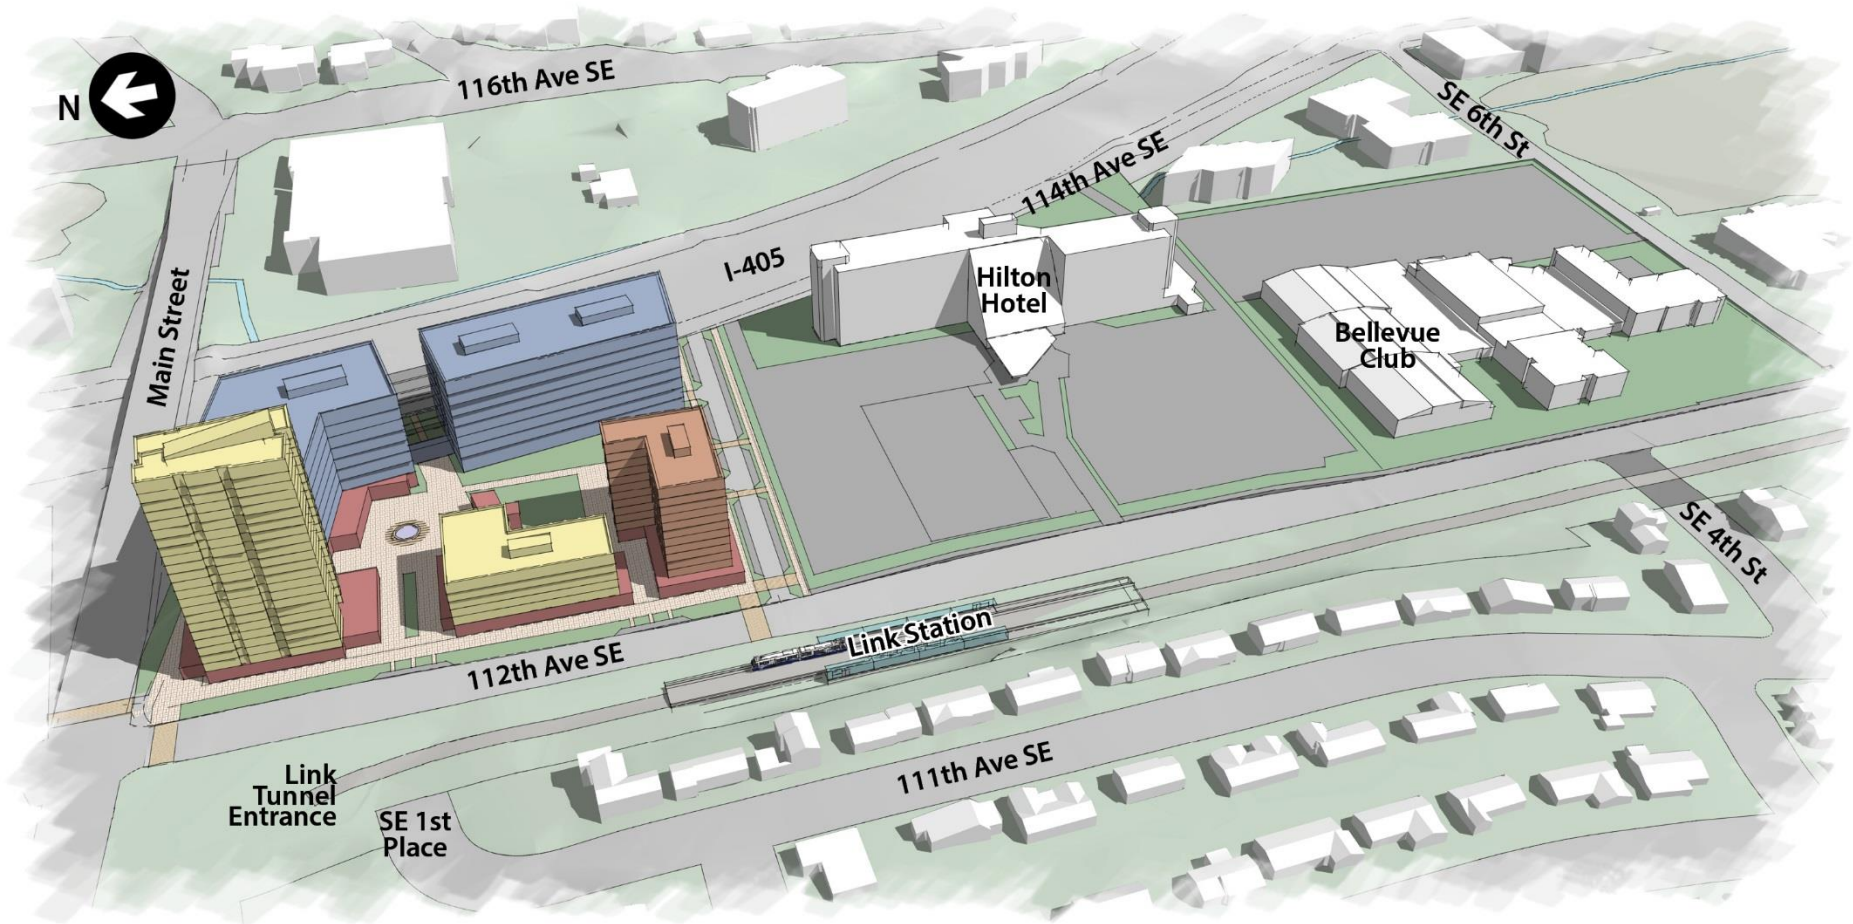 116th Ave SE
N
SE 6th St
114th Ave SE
I-405
Main Street
Hilton
Hotel
Bellevue
Club
SE 4th St
Link Station
112th Ave SE
111th Ave SE
Link
Tunnel
Entrance
SE 1st
Place